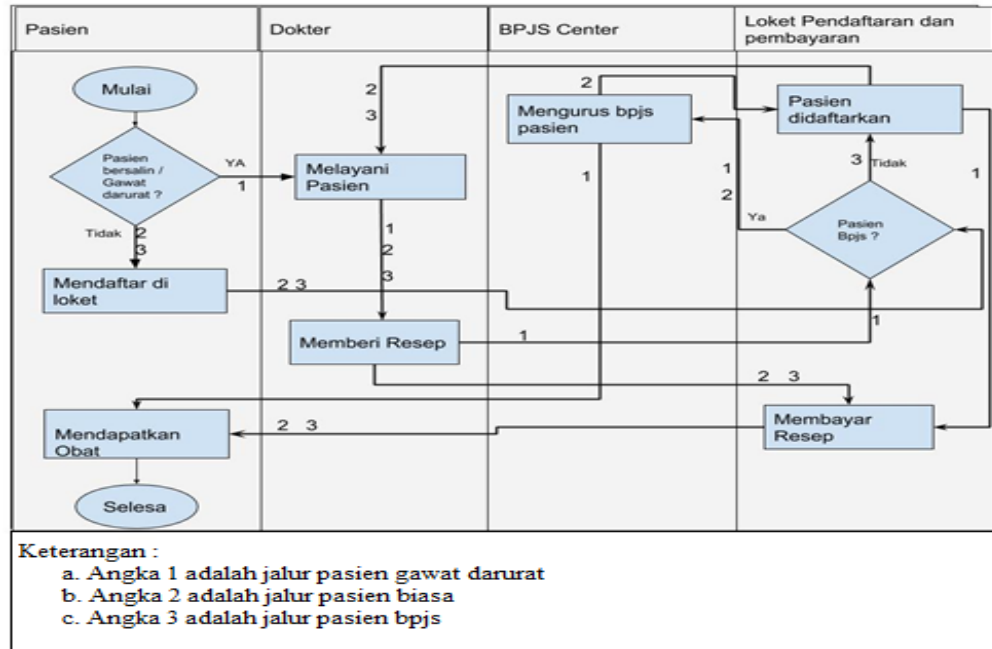 Pasien
Dokter
BPJS Center
Loket Pendaftaran dan
pembayaran
Mulai
Pasien
bersalin /
Gawat
darurat ?
YA
1
Tidak
2
3
Mendaftar di
loket
2 3
2
3
Melayani
Pasien
1
2
3
Memberi Resep
1
2
Mengurus bpjs
pasien
1
1
2
Ya
Pasien
didaftarkan
3
Tidak
1
Pasien
Bpjs ?
1
2 3
Membayar
Resep
2 3
Mendapatkan
Obat
Selesa
Keterangan :
a. Angka 1 adalah jalur pasien gawat darurat
b. Angka 2 adalah jalur pasien biasa
c. Angka 3 adalah jalur pasien bpjs